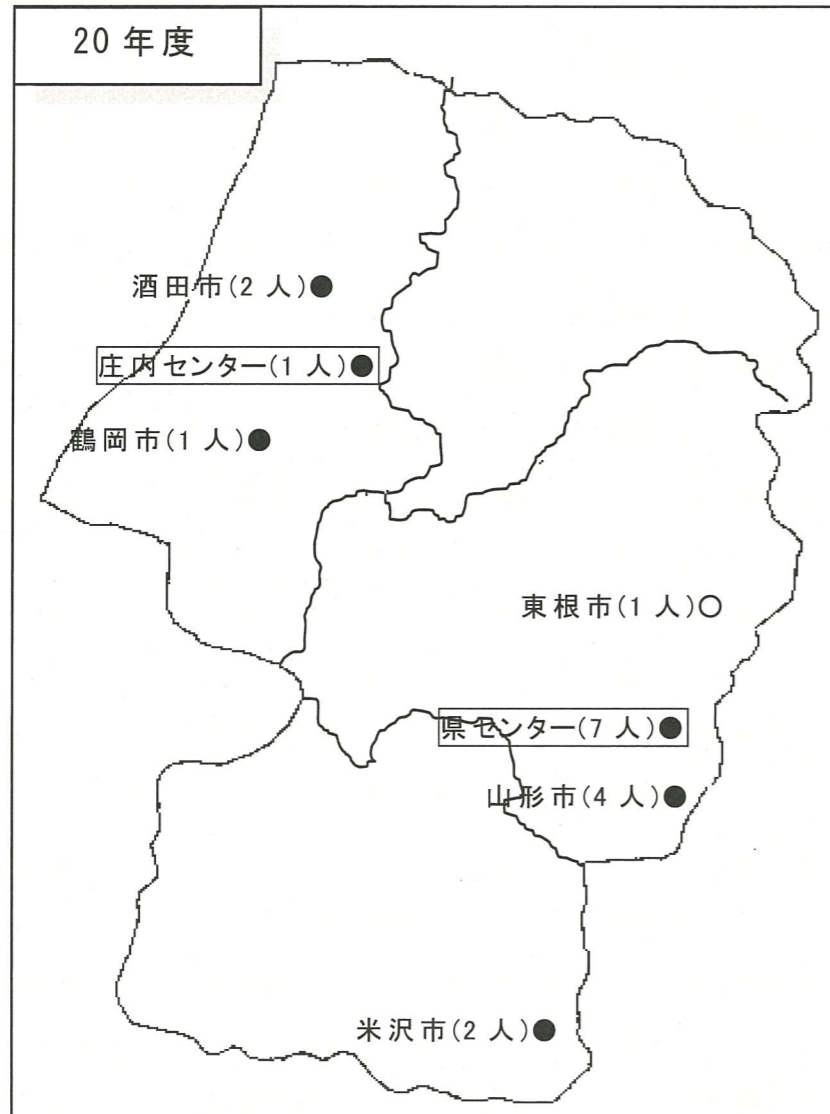 20年度
酒田市(2人)●
庄内センター(1人)●
鶴岡市(1人)●
東根市(1人)○
県センター(7人)●
山形市(4人)●
米沢市(2人)●